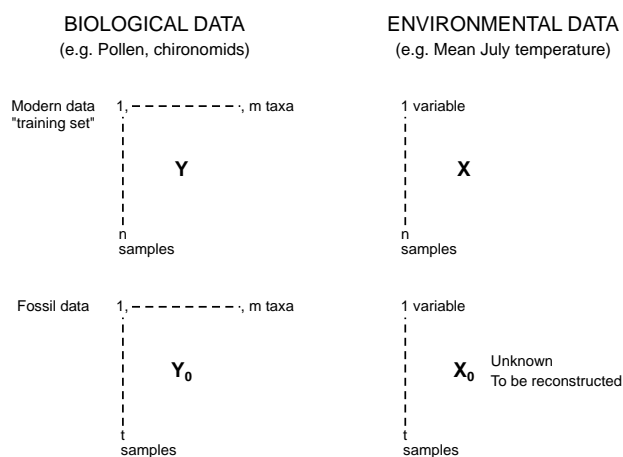 BIOLOGICAL DATA
(e.g. Pollen, chironomids)
ENVIRONMENTAL DATA
(e.g. Mean July temperature)
Modern data
"training set"
1, , m taxa
Y
n
samples
1 variable
X
n
samples
Fossil data
1, , m taxa
Y₀
t
samples
1 variable
X₀
Unknown
To be reconstructed
t
samples